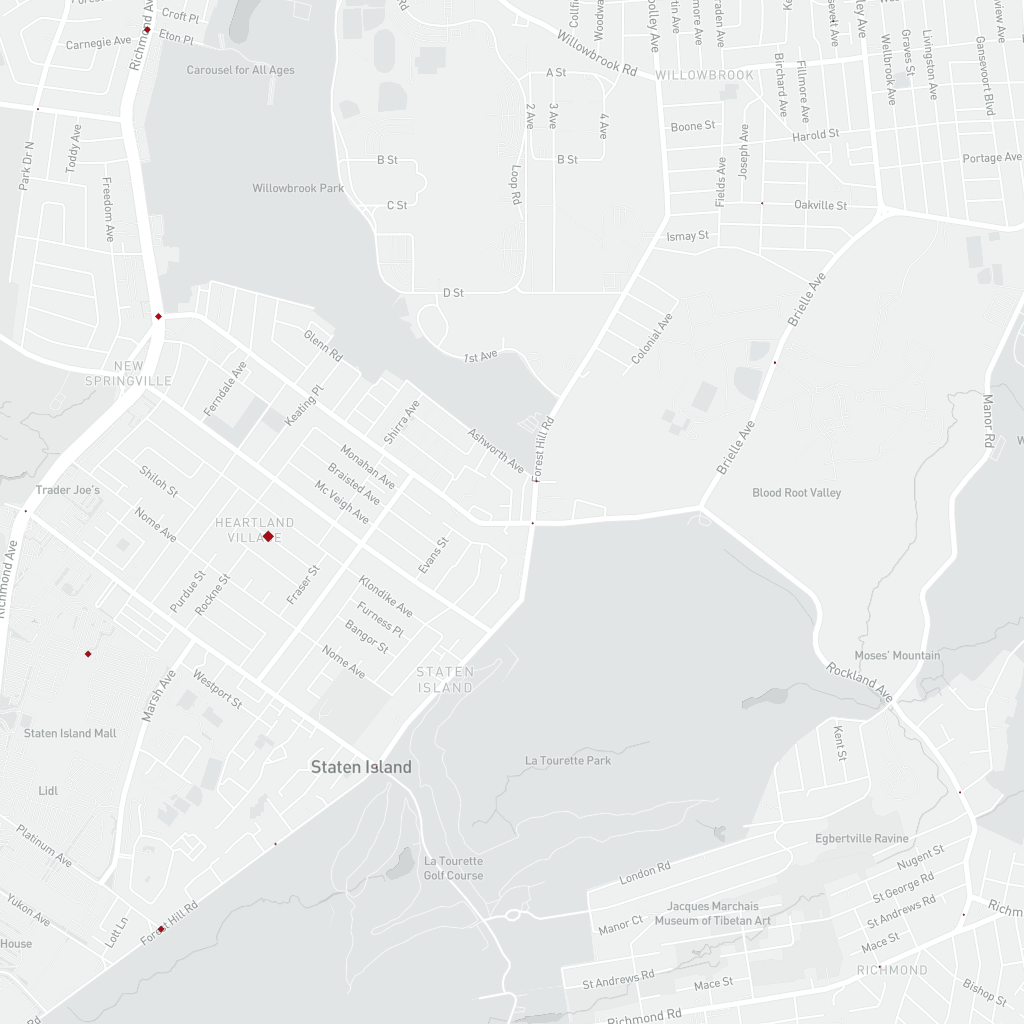 Croft Pl
Eton Pl
Carnegie Ave
Richmond Ave
Carousel for All Ages
Willowbrook Rd
Woopdew
WILLOWBROOK
A St
2 Ave
3 Ave
4 Ave
Birchard Ave
Fillmore Ave
Wellbrook Ave
Graves St
Livingston Ave
Gansevoort Blvd
Boone St
Harold St
Joseph Ave
Portage Ave
Park Dr N
Toddy Ave
Freedom Ave
Willowbrook Park
B St
B St
C St
Loop Rd
Fields Ave
Oakville St
Ismay St
D St
Brielle Ave
Colonial Ave
1st Ave
Glenn Rd
NEW
SPRINGVILLE
Ferndale Ave
Keating Pl
Shirra Ave
Ashworth Ave
Forest Hill Rd
Brielle Ave
Manor Rd
Monahan Ave
Braisted Ave
Mc Veigh Ave
Shiloh St
Nome Ave
Trader Joe's
HEARTLAND
VILLAGE
Blood Root Valley
Richmond Ave
Purdue St
Rockne St
Fraser St
Evans St
Klondike Ave
Furness Pl
Bangor St
Nome Ave
STATEN
ISLAND
Moses' Mountain
Rockland Ave
Westport St
Marsh Ave
Staten Island Mall
Kent St
Staten Island
La Tourette Park
Lidl
Platinum Ave
Egbertville Ravine
La Tourette
Golf Course
London Rd
Nugent St
St George Rd
St Andrews Rd
Jacques Marchais
Museum of Tibetan Art
Manor Ct
Mace St
Yukon Ave
Lott Ln
Forest Hill Rd
House
St Andrews Rd
Mace St
RICHMOND
Bishop St
Richmond Rd